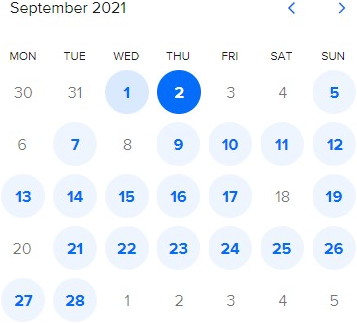 September 2021
MON TUE WED THU FRI SAT SUN
30 31 1 2 3 4 5
6 7 8 9 10 11 12
13 14 15 16 17 18 19
20 21 22 23 24 25 26
27 28 1 2 3 4 5